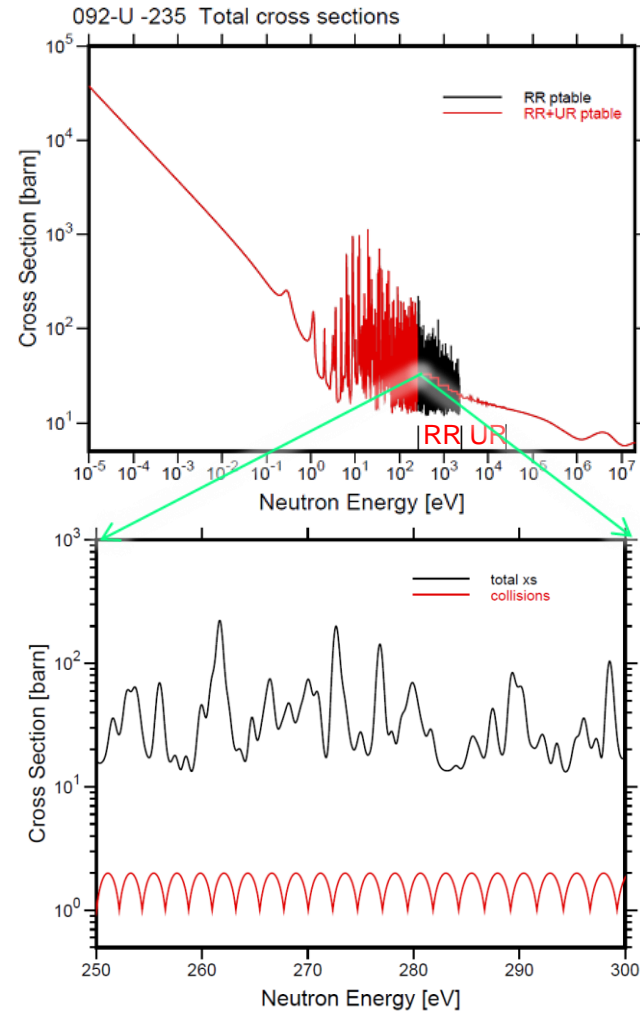 092-U -235 Total cross sections
RR ptable
RR+UR ptable
Cross Section [barn]
10^5
10^4
10^3
10^2
10^1
RR UR
10^-5 10^-4 10^-3 10^-2 10^-1 10^0 10^1 10^2 10^3 10^4 10^5 10^6 10^7
Neutron Energy [eV]
total xs
collisions
Cross Section [barn]
10^3
10^2
10^1
10^0
250 260 270 280 290 300
Neutron Energy [eV]